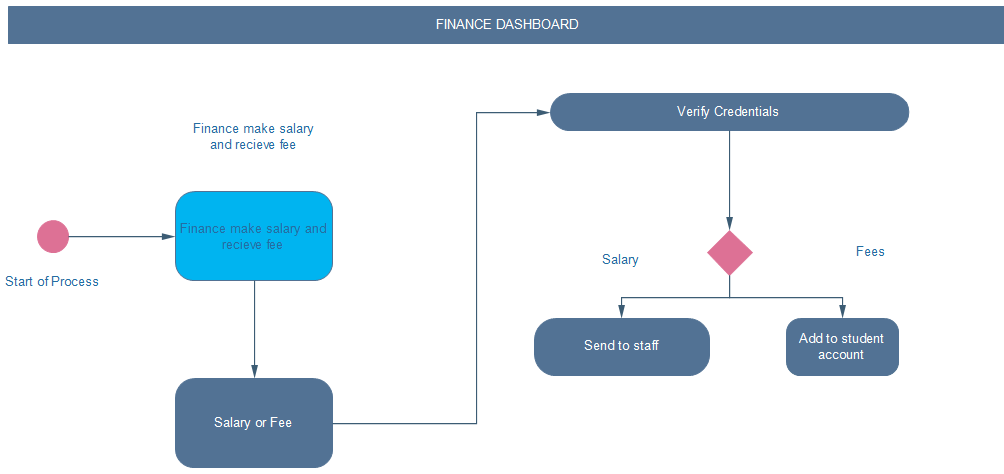 FINANCE DASHBOARD
Finance make salary
and recieve fee
Finance make salary and
recieve fee
Start of Process
Salary or Fee
Verify Credentials
Salary
Fees
Send to staff
Add to student
account